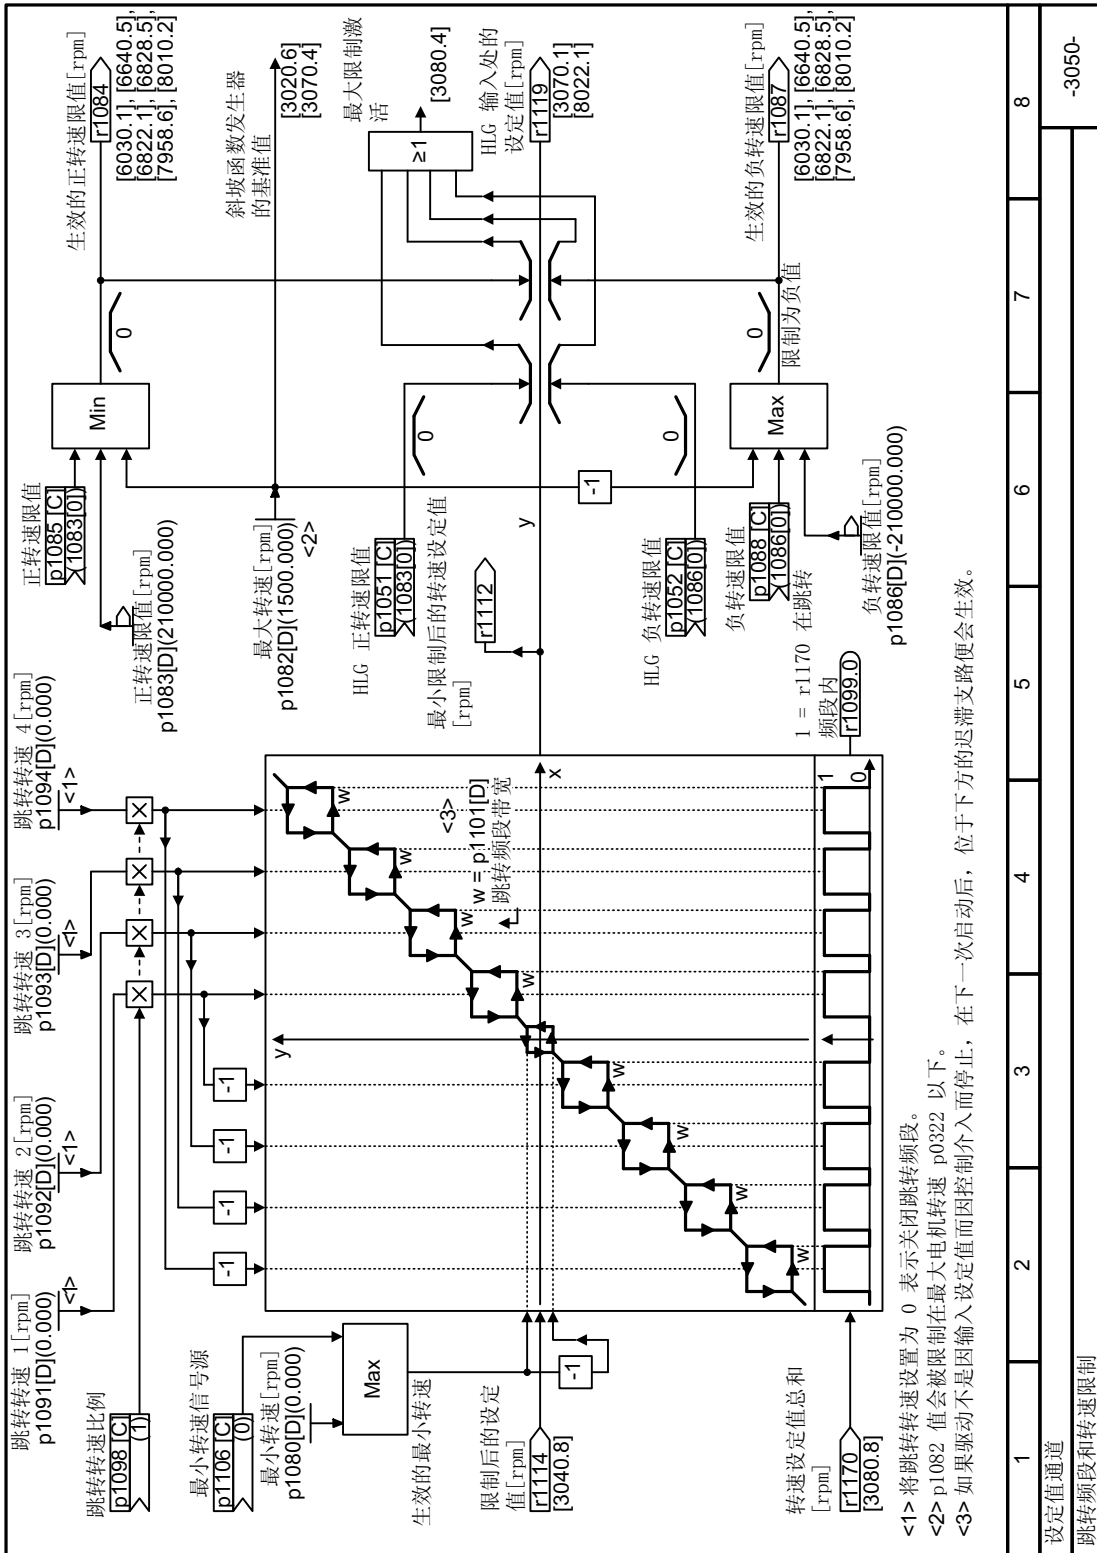 跳转转速 1[rpm]
p1091[D](0.000)
<1>
跳转转速 2[rpm]
p1092[D](0.000)
<1>
跳转转速 3[rpm]
p1093[D](0.000)
<1>
跳转转速 4[rpm]
p1094[D](0.000)
<1>
跳转转速比例
p1098 [C]
(1)
最小转速信号源
p1106 [C]
(0)
最小转速[rpm]
p1080[D](0.000)
Max
生效的最小转速
-1
限制后的设定
值[rpm]
r1114
[3040.8]
转速设定值总和
[rpm]
r1170
[3080.8]
-1
-1
-1
-1
y
x
w
w
w
w
w
w
w
w
<3>
w = p1101[D]
跳转频段带宽
1
0
1 = r1170 在跳转
频段内
r1099.0
正转速限值
p1085 [C]
(1083[0])
正转速限值[rpm]
p1083[D](210000.000)
Min
0
生效的正转速限值[rpm]
r1084
[6030.1], [6640.5],
[6822.1], [6828.5],
[7958.6], [8010.2]
最大转速[rpm]
p1082[D](1500.000)
<2>
斜坡函数发生器
的基准值
[3020.6]
[3070.4]
HLG 正转速限值
p1051 [C]
(1083[0])
0
最小限制后的转速设定值
[rpm]
r1112
y
-1
≥1
最大限制激
活
[3080.4]
HLG 输入处的
设定值[rpm]
r1119
[3070.1]
[8022.1]
HLG 负转速限值
p1052 [C]
(1086[0])
0
负转速限值
p1088 [C]
(1086[0])
负转速限值[rpm]
p1086[D](-210000.000)
Max
0
限制为负值
生效的负转速限值[rpm]
r1087
[6030.1], [6640.5],
[6822.1], [6828.5],
[7958.6], [8010.2]
<1> 将跳转转速设置为 0 表示关闭跳转频段。
<2> p1082 值会被限制在最大电机转速 p0322 以下。
<3> 如果驱动不是因输入设定值而因控制介入而停止，在下一次启动后，位于下方的迟滞支路便会生效。
1 2 3 4 5 6 7 8
设定值通道
跳转频段和转速限制
-3050-